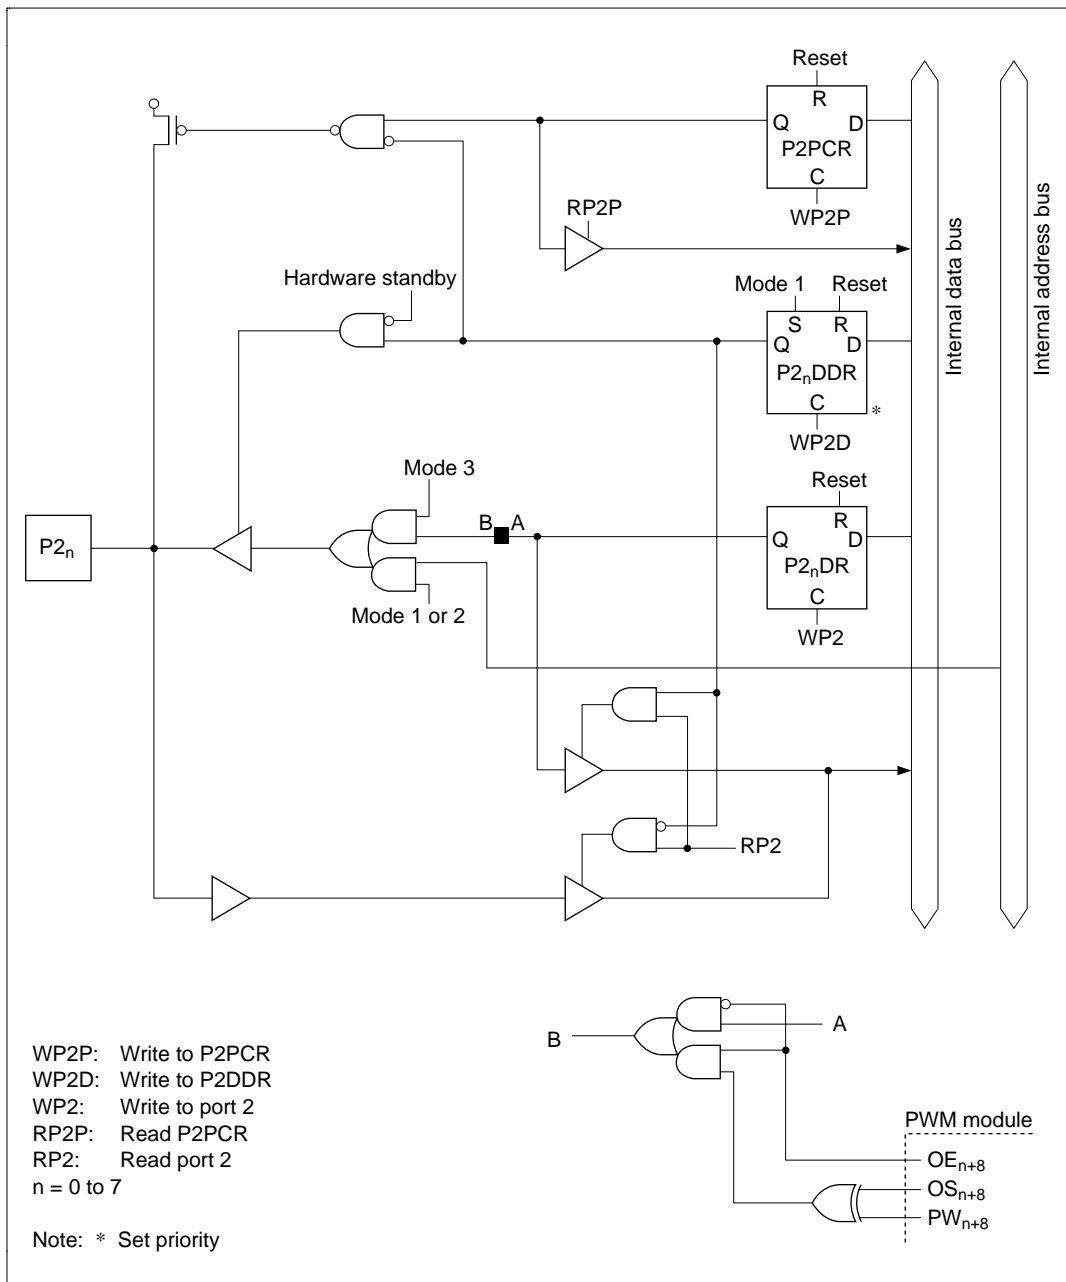 Reset
R
Q D
P2PCR
C
WP2P
RP2P
Internal data bus
Internal address bus
Hardware standby
Mode 1 Reset
S R
Q D
P2nDDR
C
*
WP2D
Mode 3
Reset
B A
R
Q D
P2n
P2nDR
C
Mode 1 or 2
WP2
RP2
B
A
WP2P: Write to P2PCR
WP2D: Write to P2DDR
WP2: Write to port 2
RP2P: Read P2PCR
RP2: Read port 2
n = 0 to 7
PWM module
OEn+8
OSn+8
PWn+8
Note: * Set priority